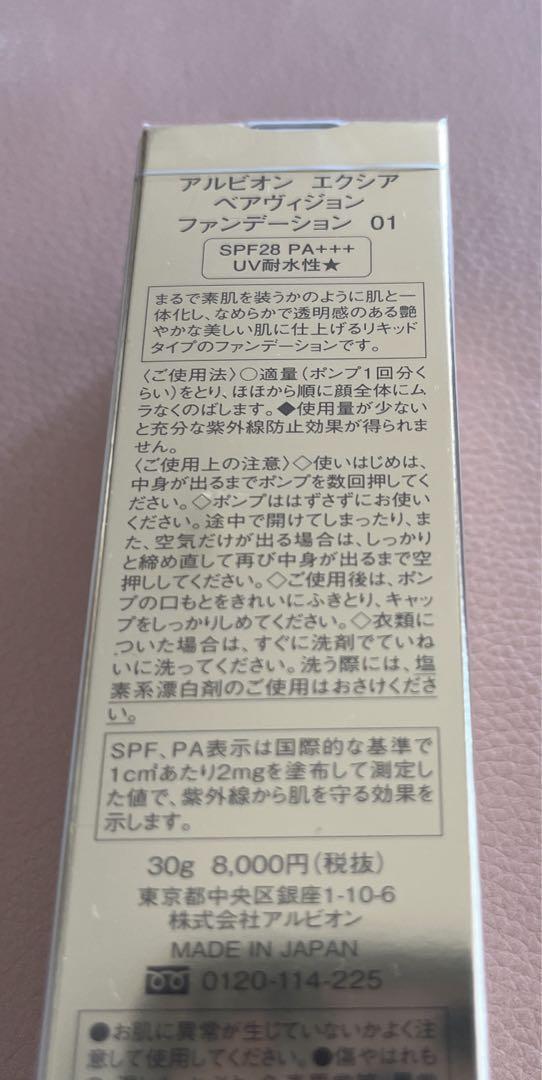 アルビオン エクシア
ベアヴィジョン
ファンデーション 01
SPF28 PA+++
UV耐水性★
まるで素肌を装うかのように肌と一
体化し、なめらかで透明感のある艶
やかな美しい肌に仕上げるリキッド
タイプのファンデーションです。
〈ご使用法〉○適量(ポンプ1回分く
らい)をとり、ほほから順に顔全体にム
ラなくのばします。◆使用量が少ない
と充分な紫外線防止効果が得られま
せん。
〈ご使用上の注意〉◇使いはじめは、
中身が出るまでポンプを数回押してく
ださい。◇ポンプははずさずにお使い
ください。途中で開けてしまったり、ま
た、空気だけが出る場合は、しっかり
と締め直して再び中身が出るまで空
押ししてください。◇ご使用後は、ポン
プの口もとをきれいにふきとり、キャッ
プをしっかりしめてください。◇衣類に
ついた場合は、すぐに洗剤でていね
いに洗ってください。洗う際には、塩
素系漂白剤のご使用はおさけくださ
い。
SPF、PA表示は国際的な基準で
1c㎡あたり2mgを塗布して測定し
た値で、紫外線から肌を守る効果を
示します。
30g 8,000円(税抜)
東京都中央区銀座1-10-6
株式会社アルビオン
MADE IN JAPAN
0120-114-225
●お肌に異常が生じていないかよく注
意して使用してください。●傷やはれも